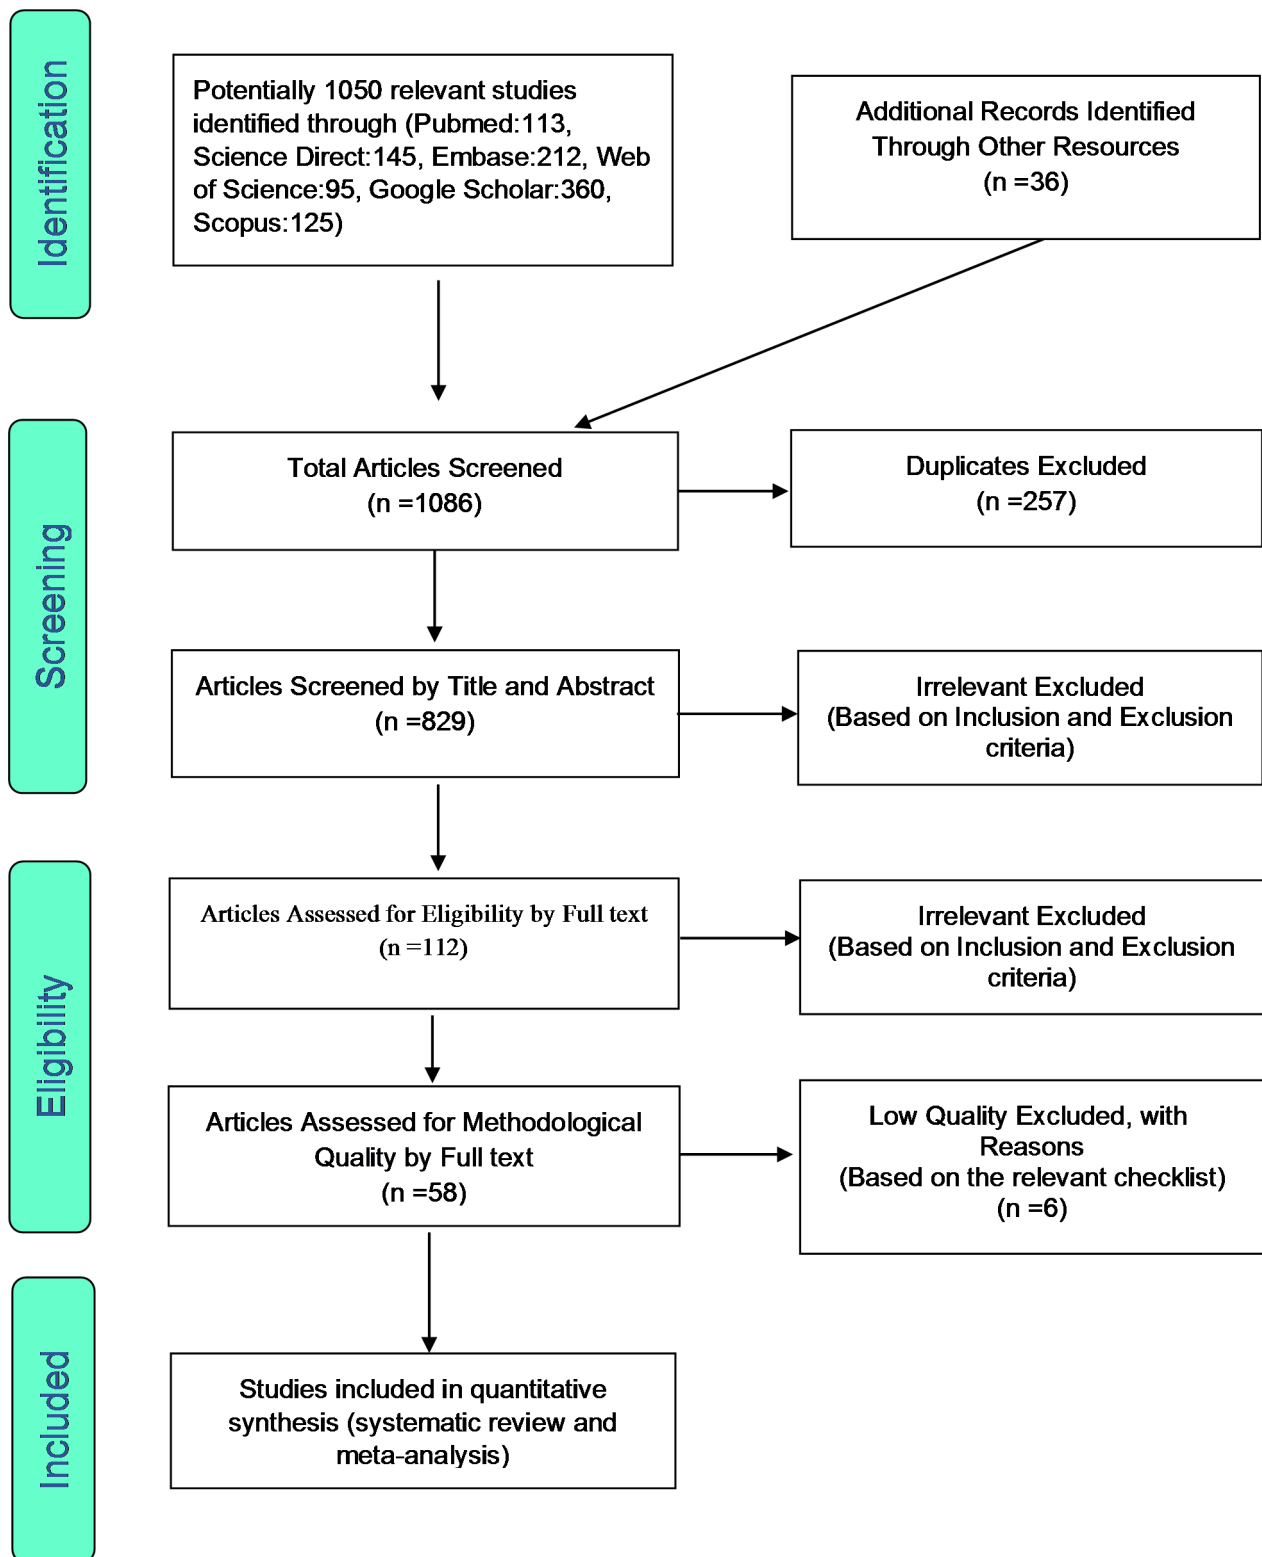 Identification
Potentially 1050 relevant studies
identified through (Pubmed:113,
Science Direct:145, Embase:212, Web
of Science:95, Google Scholar:360,
Scopus:125)
Additional Records Identified
Through Other Resources
(n =36)
Screening
Total Articles Screened
(n =1086)
Duplicates Excluded
(n =257)
Articles Screened by Title and Abstract
(n =829)
Irrelevant Excluded
(Based on Inclusion and Exclusion
criteria)
Eligibility
Articles Assessed for Eligibility by Full text
(n =112)
Irrelevant Excluded
(Based on Inclusion and Exclusion
criteria)
Articles Assessed for Methodological
Quality by Full text
(n =58)
Low Quality Excluded, with
Reasons
(Based on the relevant checklist)
(n =6)
Included
Studies included in quantitative
synthesis (systematic review and
meta-analysis)